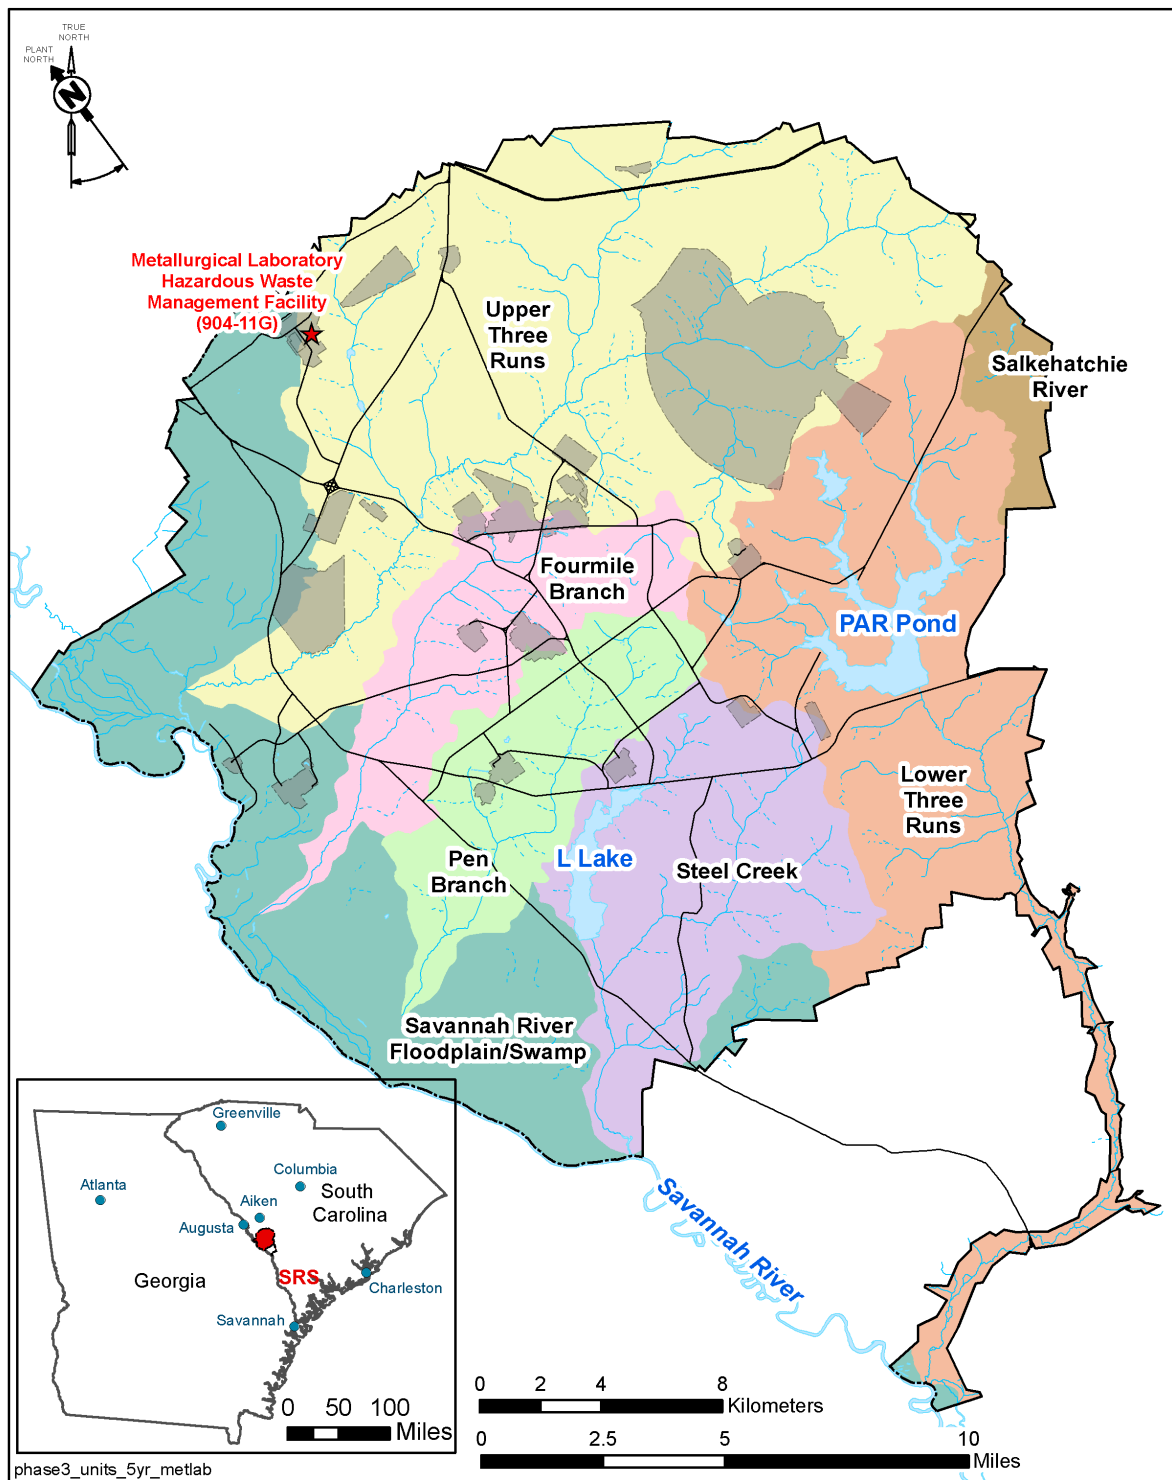 TRUE
NORTH
PLANT
NORTH
N
Metallurgical Laboratory
Hazardous Waste
Management Facility
(904-11G)
Upper
Three
Runs
Salkehatchie
River
Fourmile
Branch
PAR Pond
Lower
Three
Runs
Pen
Branch
L Lake
Steel Creek
Savannah River
Floodplain/Swamp
Savannah River
Greenville
Columbia
Atlanta
Aiken
South
Carolina
Augusta
Georgia
SRS
Charleston
Savannah
0 50 100
Miles
0 2 4 8
Kilometers
0 2.5 5 10
Miles
phase3_units_5yr_metlab